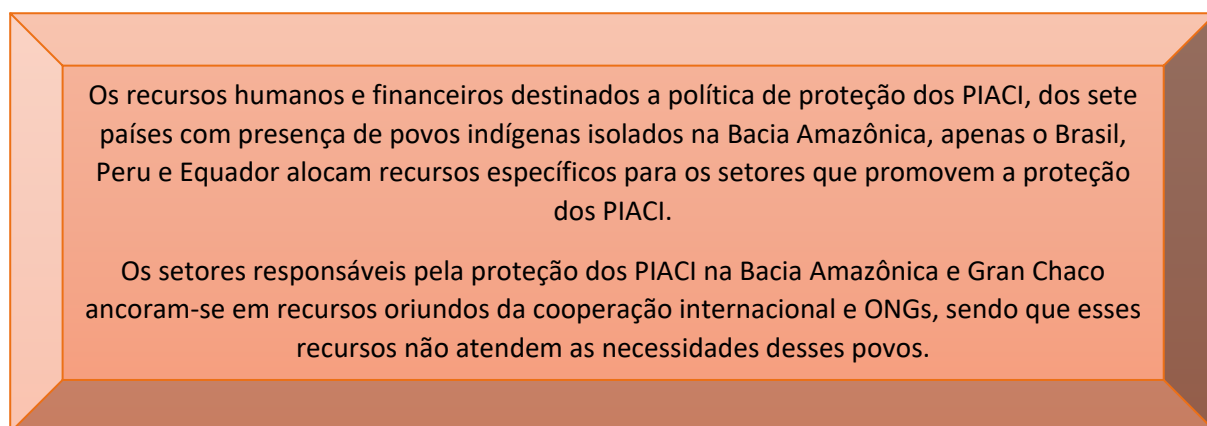 Os recursos humanos e financeiros destinados a política de proteção dos PIACI, dos sete
países com presença de povos indígenas isolados na Bacia Amazônica, apenas o Brasil,
Peru e Equador alocam recursos específicos para os setores que promovem a proteção
dos PIACI.
Os setores responsáveis pela proteção dos PIACI na Bacia Amazônica e Gran Chaco
ancoram-se em recursos oriundos da cooperação internacional e ONGs, sendo que esses
recursos não atendem as necessidades desses povos.